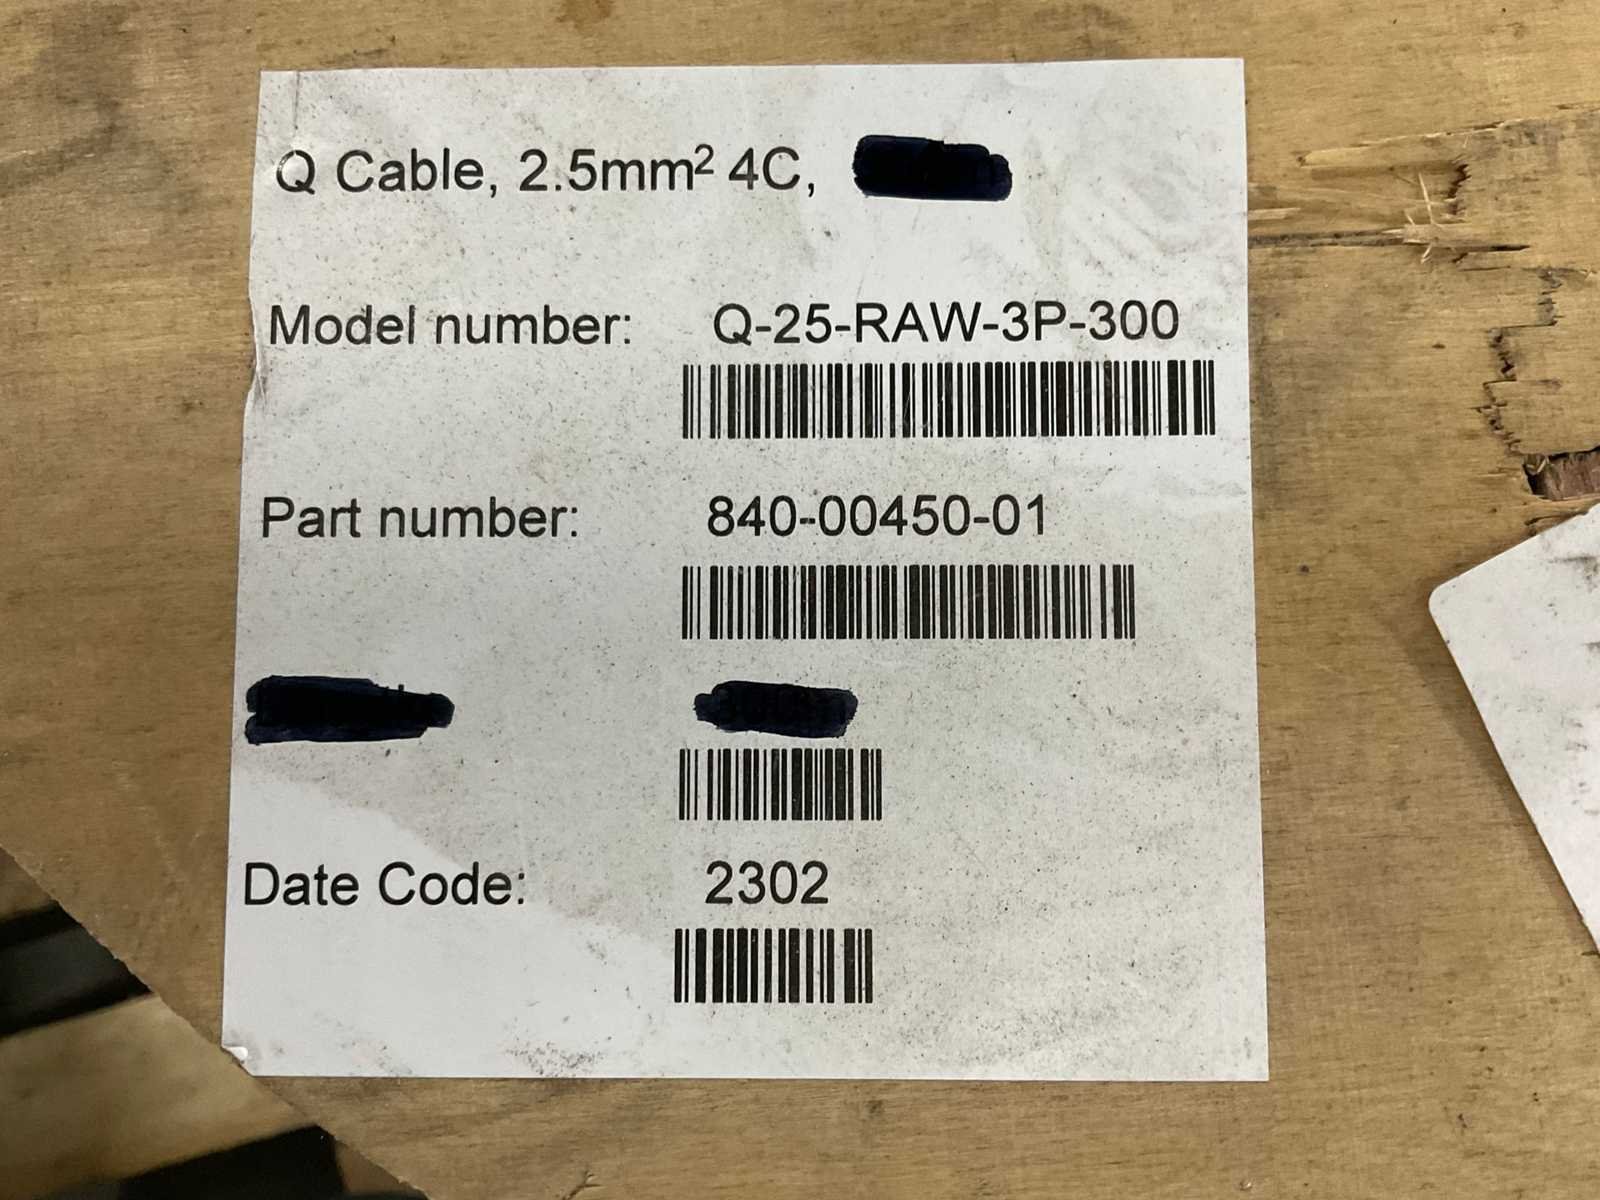 Q Cable, 2.5mm² 4C,
Model number: Q-25-RAW-3P-300
Part number: 840-00450-01
Date Code: 2302